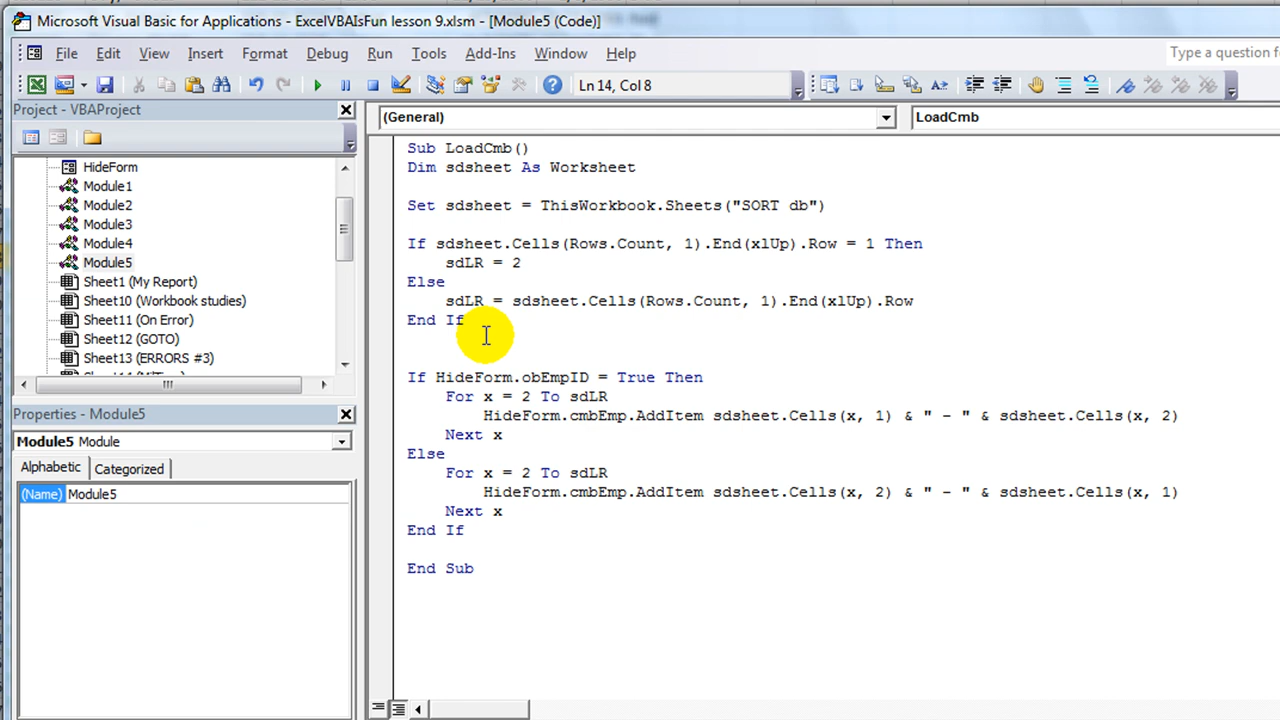 Microsoft Visual Basic for Applications - ExcelVBAIsFun lesson 9.xlsm - [Module5 (Code)]
File Edit View Insert Format Debug Run Tools Add-Ins Window Help
Type a question f
Ln 14, Col 8
Project - VBAProject
HideForm
Module1
Module2
Module3
Module4
Module5
Sheet1 (My Report)
Sheet10 (Workbook studies)
Sheet11 (On Error)
Sheet12 (GOTO)
Sheet13 (ERRORS #3)
Properties - Module5
Module5 Module
Alphabetic Categorized
(Name) Module5
(General) LoadCmb
Sub LoadCmb()
Dim sdsheet As Worksheet
Set sdsheet = ThisWorkbook.Sheets("SORT db")
If sdsheet.Cells(Rows.Count, 1).End(xlUp).Row = 1 Then
sdLR = 2
Else
sdLR = sdsheet.Cells(Rows.Count, 1).End(xlUp).Row
End If
If HideForm.obEmpID = True Then
For x = 2 To sdLR
HideForm.cmbEmp.AddItem sdsheet.Cells(x, 1) & " - " & sdsheet.Cells(x, 2)
Next x
Else
For x = 2 To sdLR
HideForm.cmbEmp.AddItem sdsheet.Cells(x, 2) & " - " & sdsheet.Cells(x, 1)
Next x
End If
End Sub